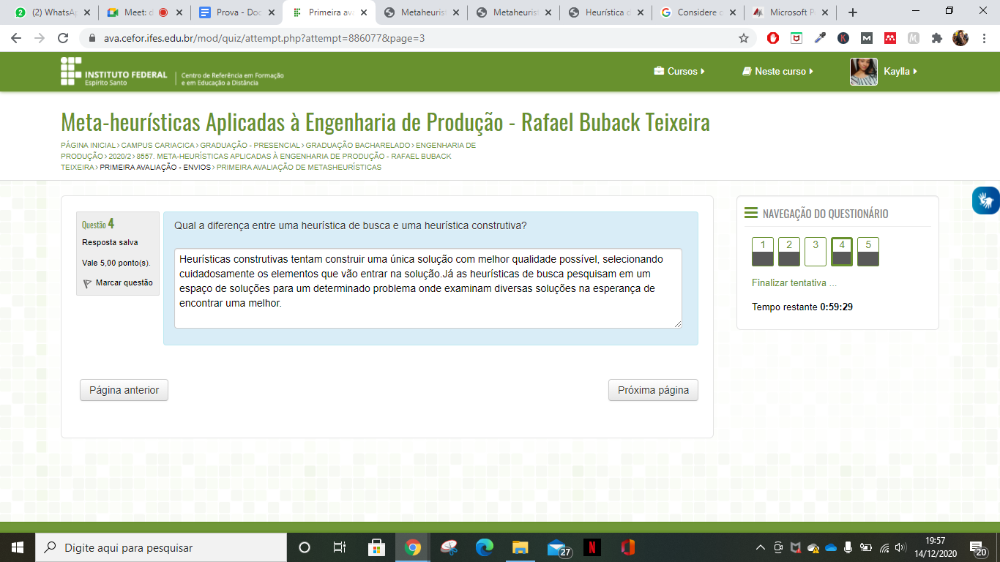 (2) WhatsA
Meet: d
Prova - Doc
Primeira ava
Metaheurist
Metaheurist
Heurística d
Considere o
Microsoft P
ava.cefor.ifes.edu.br/mod/quiz/attempt.php?attempt=886077&page=3
INSTITUTO FEDERAL
Espírito Santo
Centro de Referência em Formação
e em Educação a Distância
Cursos
Neste curso
Kaylla
Meta-heurísticas Aplicadas à Engenharia de Produção - Rafael Buback Teixeira
PÁGINA INICIAL › CAMPUS CARIACICA › GRADUAÇÃO - PRESENCIAL › GRADUAÇÃO BACHARELADO › ENGENHARIA DE
PRODUÇÃO › 2020/2 › 8557. META-HEURÍSTICAS APLICADAS À ENGENHARIA DE PRODUÇÃO - RAFAEL BUBACK
TEIXEIRA › PRIMEIRA AVALIAÇÃO - ENVIOS › PRIMEIRA AVALIAÇÃO DE METASHEURÍSTICAS
Questão 4
Resposta salva
Vale 5,00 ponto(s).
Marcar questão
Qual a diferença entre uma heurística de busca e uma heurística construtiva?
Heurísticas construtivas tentam construir uma única solução com melhor qualidade possível, selecionando
cuidadosamente os elementos que vão entrar na solução.Já as heurísticas de busca pesquisam em um
espaço de soluções para um determinado problema onde examinam diversas soluções na esperança de
encontrar uma melhor.
Página anterior
Próxima página
NAVEGAÇÃO DO QUESTIONÁRIO
1 2 3 4 5
Finalizar tentativa ...
Tempo restante 0:59:29
Digite aqui para pesquisar
27
19:57
14/12/2020
20